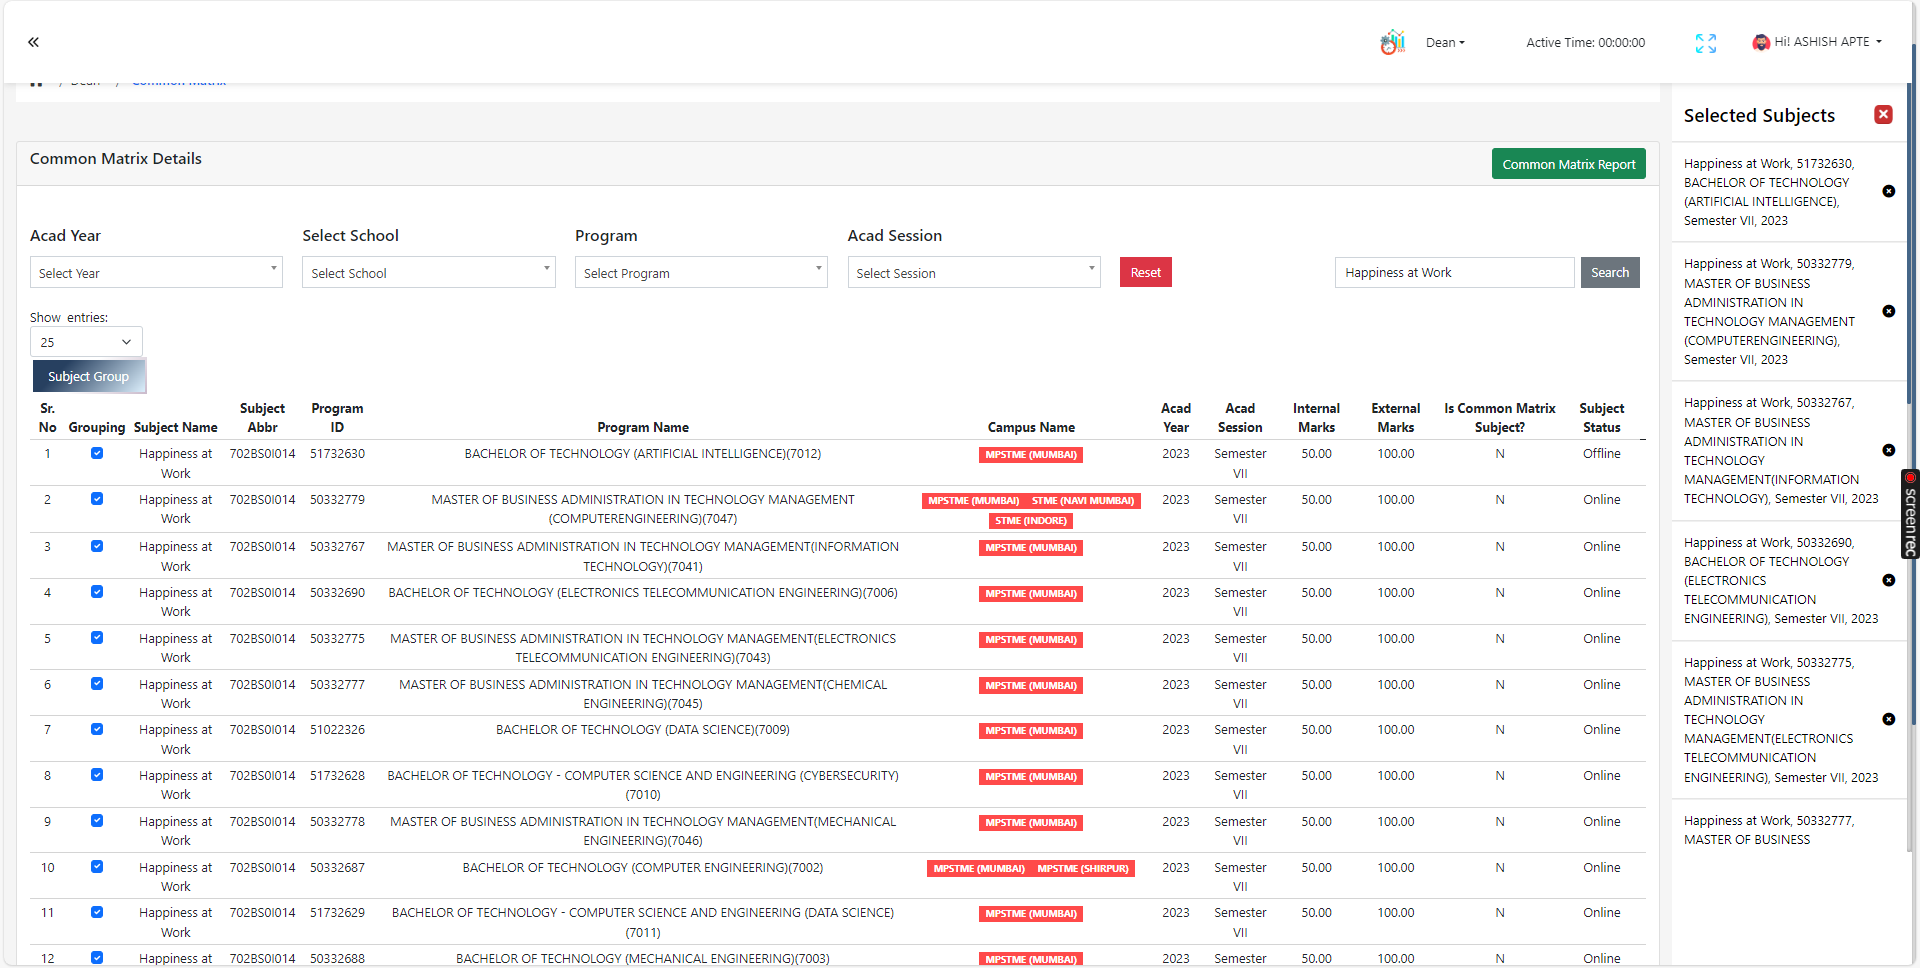 «
Dean
Active Time: 00:00:00
Hi! ASHISH APTE
/ Dean / Common Matrix
Common Matrix Details
Common Matrix Report
Acad Year
Select School
Program
Acad Session
Select Year
Select School
Select Program
Select Session
Reset
Happiness at Work
Search
Show entries:
25
Subject Group
Sr. No Grouping Subject Name Subject Abbr Program ID Program Name Campus Name Acad Year Acad Session Internal Marks External Marks Is Common Matrix Subject? Subject Status
1 Happiness at Work 702BS0I014 51732630 BACHELOR OF TECHNOLOGY (ARTIFICIAL INTELLIGENCE)(7012) MPSTME (MUMBAI) 2023 Semester VII 50.00 100.00 N Offline
2 Happiness at Work 702BS0I014 50332779 MASTER OF BUSINESS ADMINISTRATION IN TECHNOLOGY MANAGEMENT (COMPUTERENGINEERING)(7047) MPSTME (MUMBAI) STME (NAVI MUMBAI) STME (INDORE) 2023 Semester VII 50.00 100.00 N Online
3 Happiness at Work 702BS0I014 50332767 MASTER OF BUSINESS ADMINISTRATION IN TECHNOLOGY MANAGEMENT(INFORMATION TECHNOLOGY)(7041) MPSTME (MUMBAI) 2023 Semester VII 50.00 100.00 N Online
4 Happiness at Work 702BS0I014 50332690 BACHELOR OF TECHNOLOGY (ELECTRONICS TELECOMMUNICATION ENGINEERING)(7006) MPSTME (MUMBAI) 2023 Semester VII 50.00 100.00 N Online
5 Happiness at Work 702BS0I014 50332775 MASTER OF BUSINESS ADMINISTRATION IN TECHNOLOGY MANAGEMENT(ELECTRONICS TELECOMMUNICATION ENGINEERING)(7043) MPSTME (MUMBAI) 2023 Semester VII 50.00 100.00 N Online
6 Happiness at Work 702BS0I014 50332777 MASTER OF BUSINESS ADMINISTRATION IN TECHNOLOGY MANAGEMENT(CHEMICAL ENGINEERING)(7045) MPSTME (MUMBAI) 2023 Semester VII 50.00 100.00 N Online
7 Happiness at Work 702BS0I014 51022326 BACHELOR OF TECHNOLOGY (DATA SCIENCE)(7009) MPSTME (MUMBAI) 2023 Semester VII 50.00 100.00 N Online
8 Happiness at Work 702BS0I014 51732628 BACHELOR OF TECHNOLOGY - COMPUTER SCIENCE AND ENGINEERING (CYBERSECURITY)(7010) MPSTME (MUMBAI) 2023 Semester VII 50.00 100.00 N Online
9 Happiness at Work 702BS0I014 50332778 MASTER OF BUSINESS ADMINISTRATION IN TECHNOLOGY MANAGEMENT(MECHANICAL ENGINEERING)(7046) MPSTME (MUMBAI) 2023 Semester VII 50.00 100.00 N Online
10 Happiness at Work 702BS0I014 50332687 BACHELOR OF TECHNOLOGY (COMPUTER ENGINEERING)(7002) MPSTME (MUMBAI) MPSTME (SHIRPUR) 2023 Semester VII 50.00 100.00 N Online
11 Happiness at Work 702BS0I014 51732629 BACHELOR OF TECHNOLOGY - COMPUTER SCIENCE AND ENGINEERING (DATA SCIENCE)(7011) MPSTME (MUMBAI) 2023 Semester VII 50.00 100.00 N Online
12 Happiness at 702BS0I014 50332688 BACHELOR OF TECHNOLOGY (MECHANICAL ENGINEERING)(7003) MPSTME (MUMBAI) 2023 Semester 50.00 100.00 N Online
Selected Subjects
Happiness at Work, 51732630,
BACHELOR OF TECHNOLOGY
(ARTIFICIAL INTELLIGENCE),
Semester VII, 2023
Happiness at Work, 50332779,
MASTER OF BUSINESS
ADMINISTRATION IN
TECHNOLOGY MANAGEMENT
(COMPUTERENGINEERING),
Semester VII, 2023
Happiness at Work, 50332767,
MASTER OF BUSINESS
ADMINISTRATION IN
TECHNOLOGY
MANAGEMENT(INFORMATION
TECHNOLOGY), Semester VII, 2023
Happiness at Work, 50332690,
BACHELOR OF TECHNOLOGY
(ELECTRONICS
TELECOMMUNICATION
ENGINEERING), Semester VII, 2023
Happiness at Work, 50332775,
MASTER OF BUSINESS
ADMINISTRATION IN
TECHNOLOGY
MANAGEMENT(ELECTRONICS
TELECOMMUNICATION
ENGINEERING), Semester VII, 2023
Happiness at Work, 50332777,
MASTER OF BUSINESS
screenrec